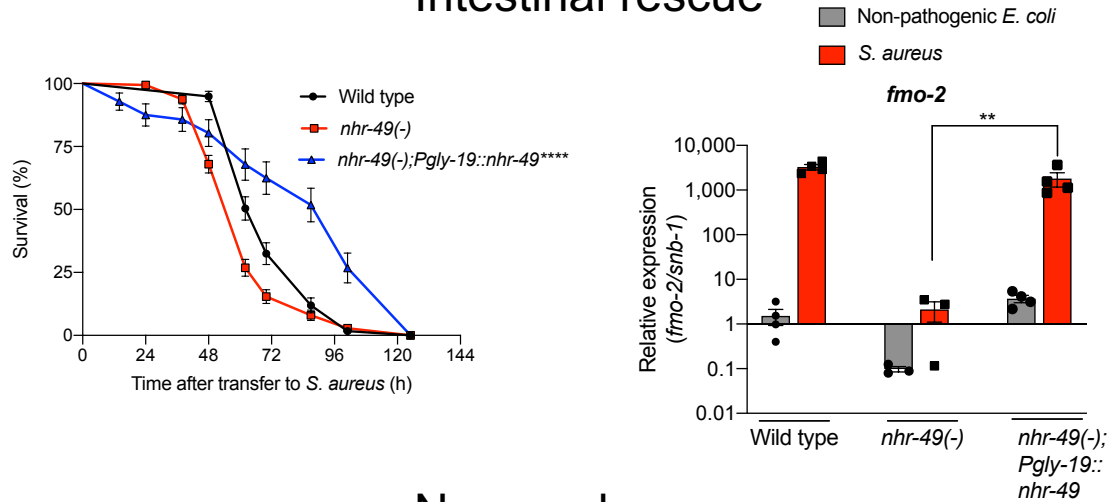 Intestinal rescue
Non-pathogenic E. coli
S. aureus
100
75
50
25
0
Survival (%)
0 24 48 72 96 120 144
Time after transfer to S. aureus (h)
Wild type
nhr-49(-)
nhr-49(-);Pgly-19::nhr-49****
fmo-2
**
10,000
1,000
100
10
1
0.1
0.01
Relative expression
(fmo-2/snb-1)
Wild type
nhr-49(-)
nhr-49(-);
Pgly-19::
nhr-49